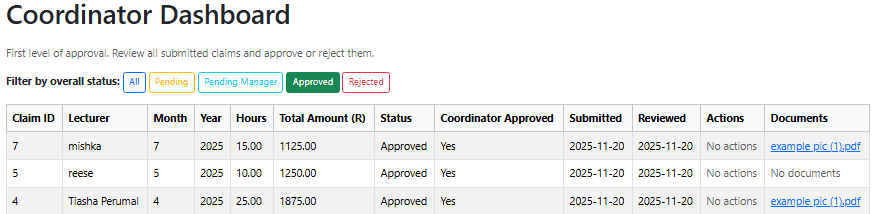 Coordinator Dashboard
First level of approval. Review all submitted claims and approve or reject them.
Filter by overall status: All Pending Pending Manager Approved Rejected
Claim ID Lecturer Month Year Hours Total Amount (R) Status Coordinator Approved Submitted Reviewed Actions Documents
7 mishka 7 2025 15.00 1125.00 Approved Yes 2025-11-20 2025-11-20 No actions example pic (1).pdf
5 reese 5 2025 10.00 1250.00 Approved Yes 2025-11-20 2025-11-20 No actions No documents
4 Tiasha Perumal 4 2025 25.00 1875.00 Approved Yes 2025-11-20 2025-11-20 No actions example pic (1).pdf